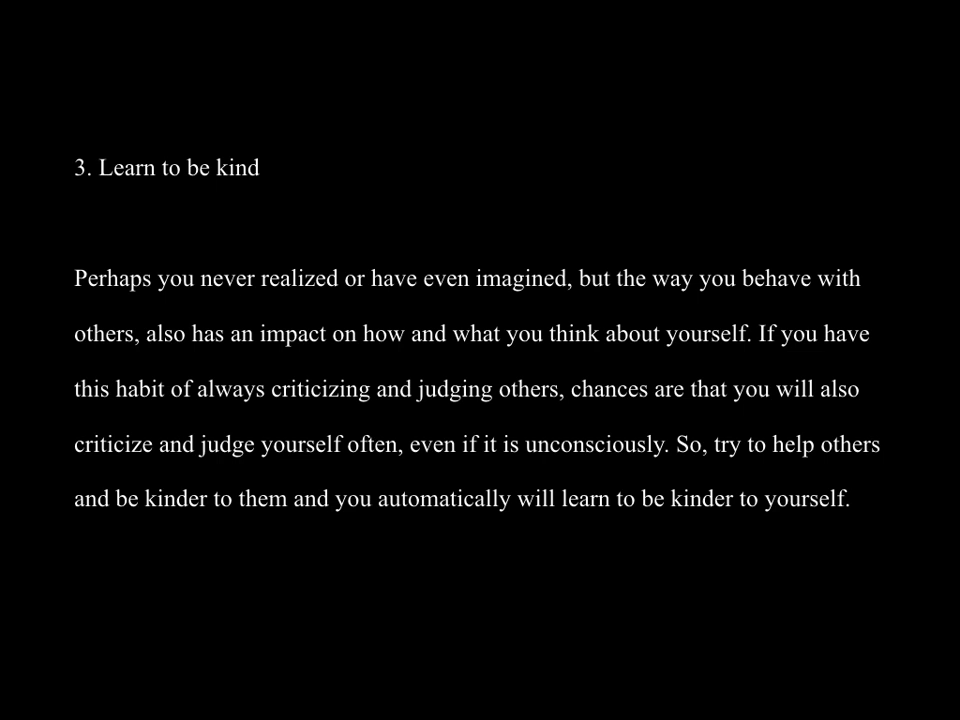 3. Learn to be kind
Perhaps you never realized or have even imagined, but the way you behave with
others, also has an impact on how and what you think about yourself. If you have
this habit of always criticizing and judging others, chances are that you will also
criticize and judge yourself often, even if it is unconsciously. So, try to help others
and be kinder to them and you automatically will learn to be kinder to yourself.